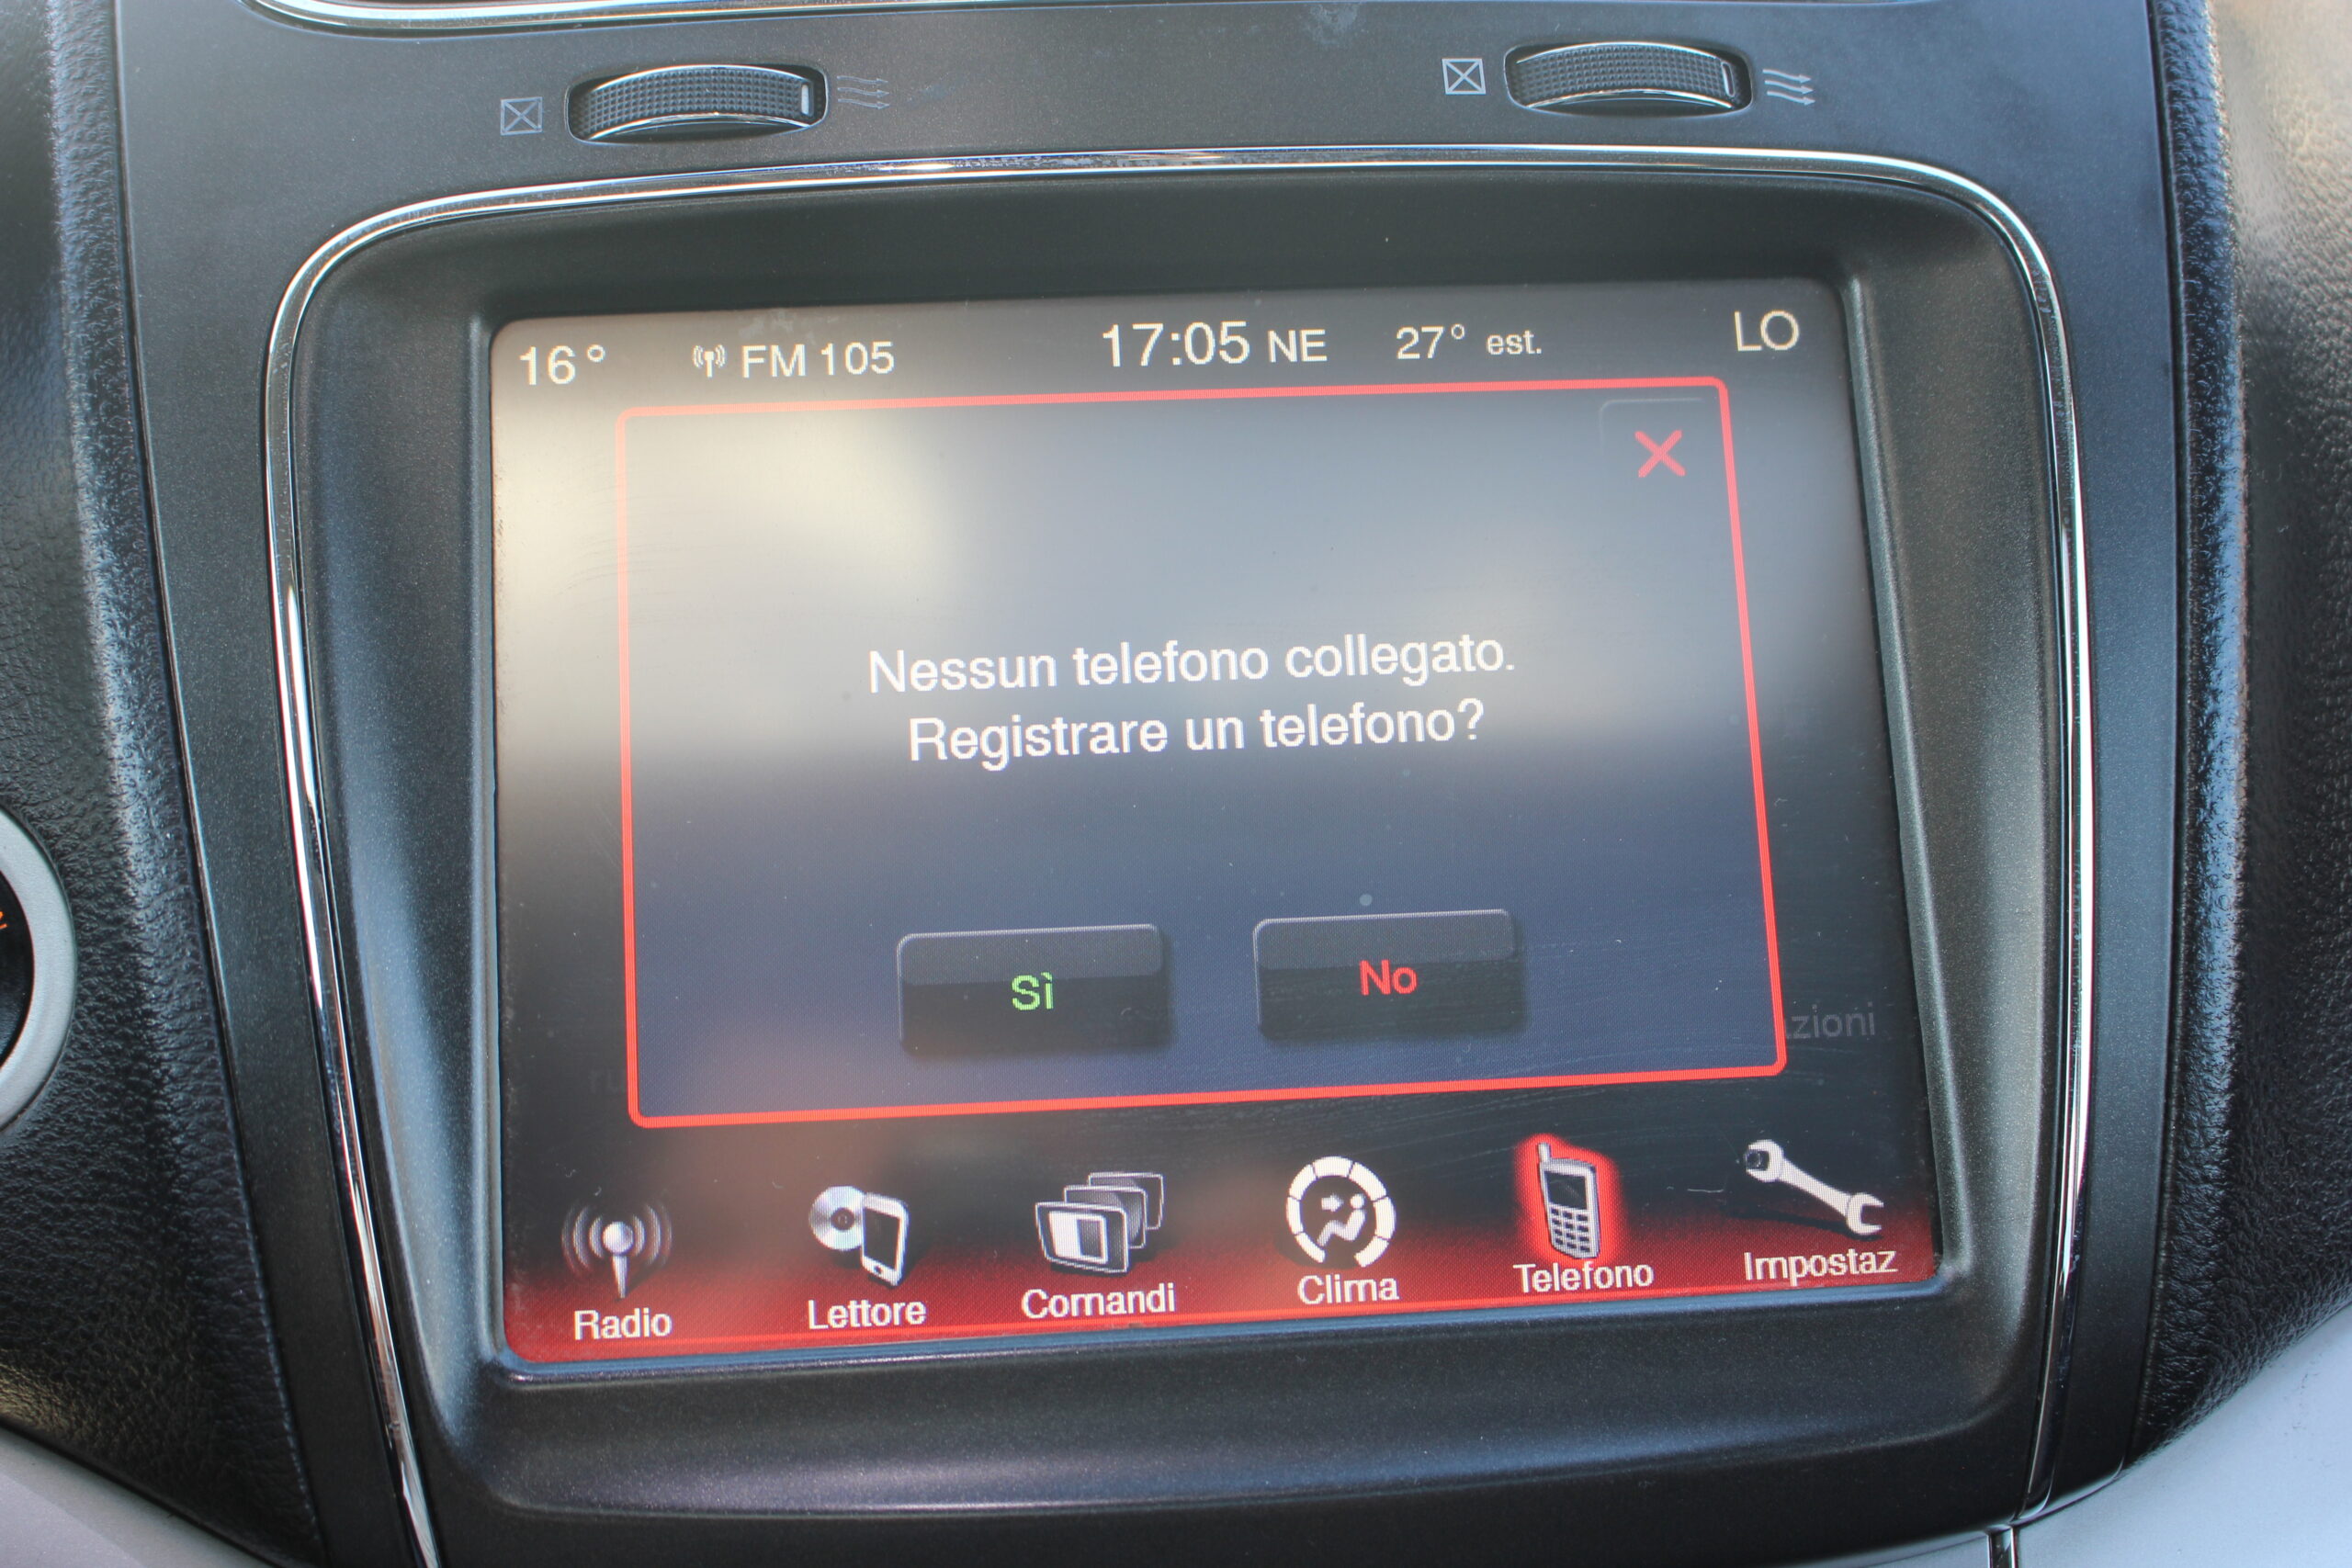 16° FM 105 17:05 NE 27° est. LO
Nessun telefono collegato.
Registrare un telefono?
Sì No
zioni
Radio Lettore Comandi Clima Telefono Impostaz